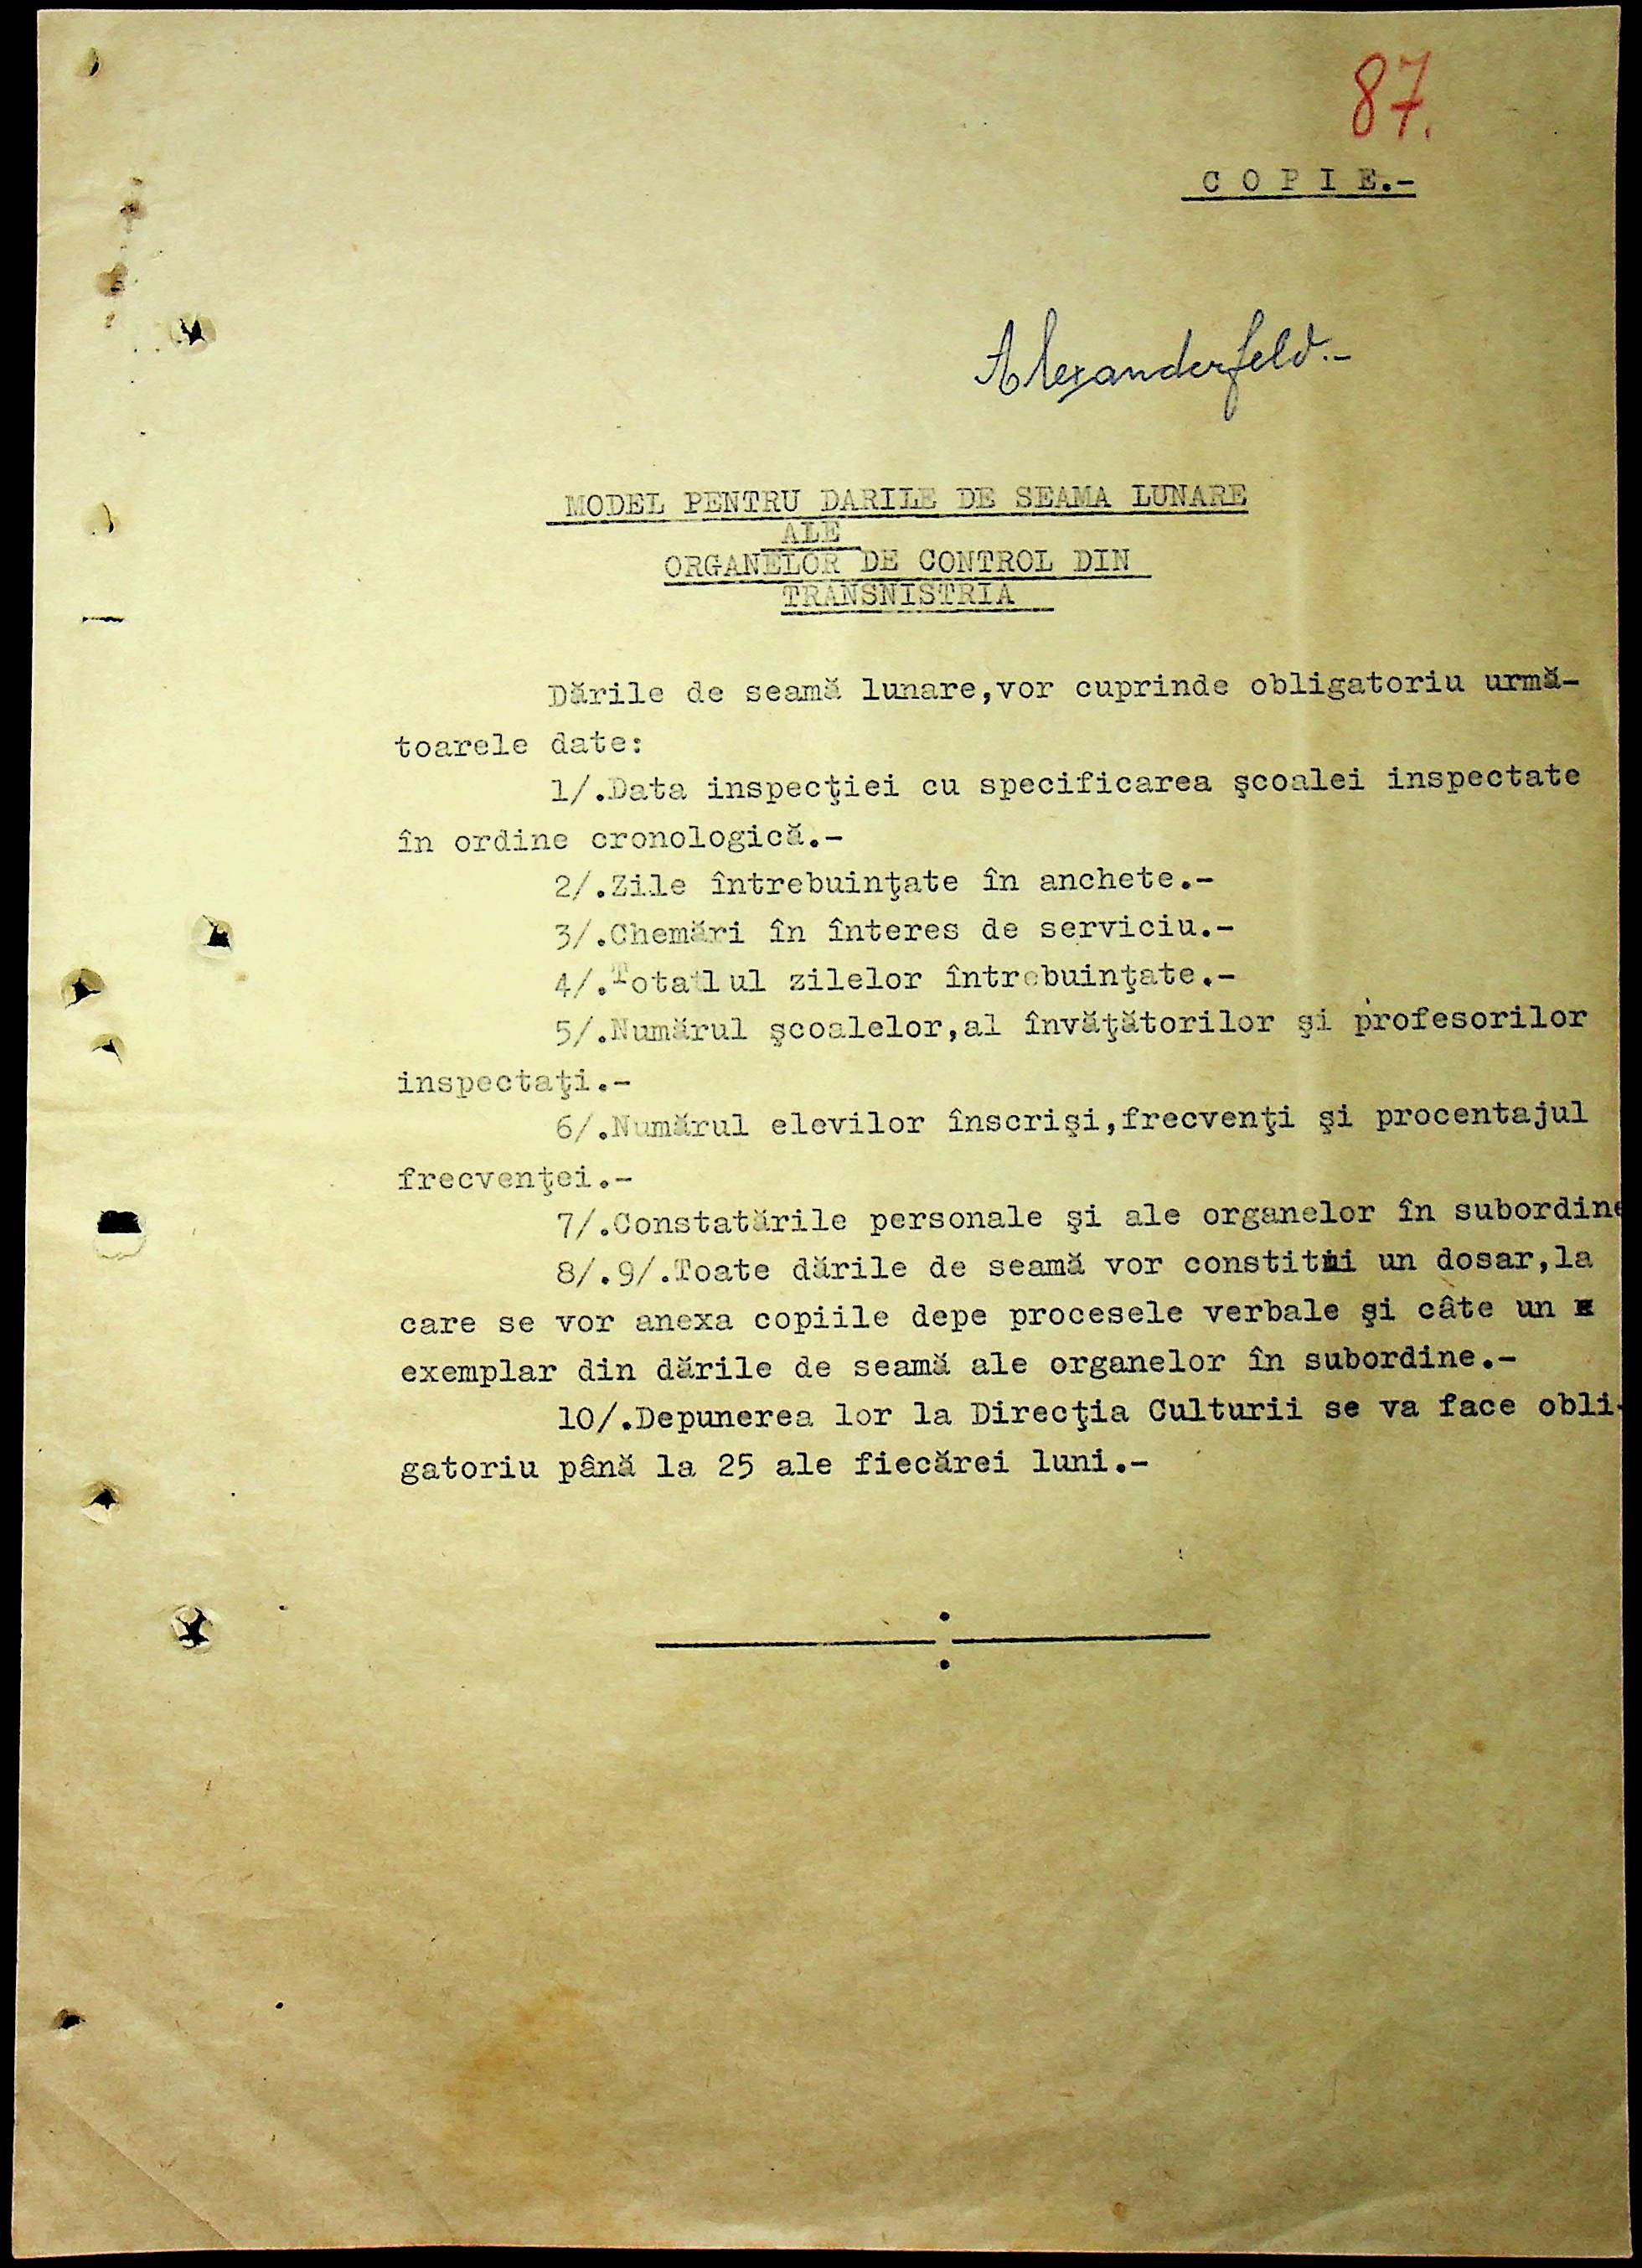 87.
C O P I E.-
Alexanderfeld.-
MODEL PENTRU DARILE DE SEAMA LUNARE
ALE
ORGANELOR DE CONTROL DIN
TRANSNISTRIA
Dările de seamă lunare,vor cuprinde obligatoriu urmă-
toarele date:
1/.Data inspecţiei cu specificarea şcoalei inspectate
în ordine cronologică.-
2/.Zile întrebuinţate în anchete.-
3/.Chemări în înteres de serviciu.-
4/.Totalul zilelor întrebuinţate.-
5/.Numărul şcoalelor,al învăţătorilor şi profesorilor
inspectaţi.-
6/.Numărul elevilor înscrişi,frecvenţi şi procentajul
frecvenţei.-
7/.Constatările personale şi ale organelor în subordine
8/.9/.Toate dările de seamă vor constitui un dosar,la
care se vor anexa copiile depe procesele verbale şi câte un
exemplar din dările de seamă ale organelor în subordine.-
10/.Depunerea lor la Direcţia Culturii se va face obli-
gatoriu până la 25 ale fiecărei luni.-